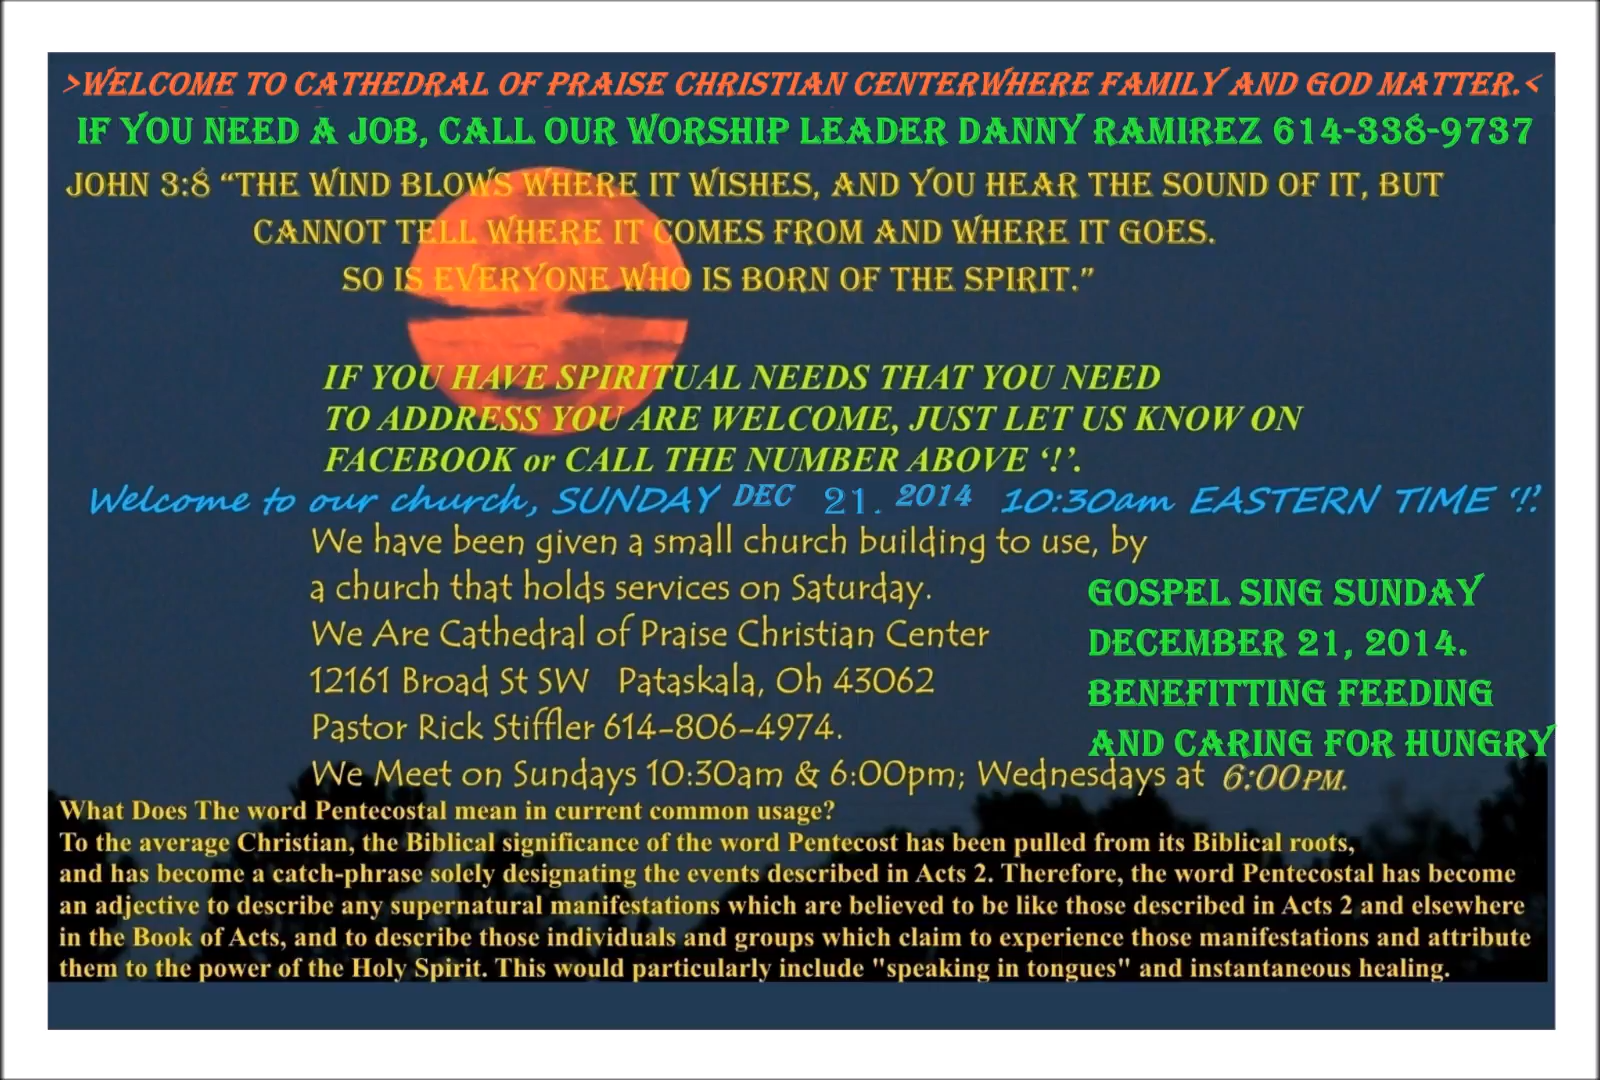 >WELCOME TO CATHEDRAL OF PRAISE CHRISTIAN CENTERWHERE FAMILY AND GOD MATTER.<
IF YOU NEED A JOB, CALL OUR WORSHIP LEADER DANNY RAMIREZ 614-338-9737
JOHN 3:8 “THE WIND BLOWS WHERE IT WISHES, AND YOU HEAR THE SOUND OF IT, BUT
CANNOT TELL WHERE IT COMES FROM AND WHERE IT GOES.
SO IS EVERYONE WHO IS BORN OF THE SPIRIT.”
IF YOU HAVE SPIRITUAL NEEDS THAT YOU NEED
TO ADDRESS YOU ARE WELCOME, JUST LET US KNOW ON
FACEBOOK or CALL THE NUMBER ABOVE ‘!’.
Welcome to our church, SUNDAY DEC 21. 2014 10:30am EASTERN TIME ‘!’
We have been given a small church building to use, by
a church that holds services on Saturday.
We Are Cathedral of Praise Christian Center
12161 Broad St SW Pataskala, Oh 43062
Pastor Rick Stiffler 614-806-4974.
We Meet on Sundays 10:30am & 6:00pm; Wednesdays at 6:00PM.
GOSPEL SING SUNDAY
DECEMBER 21, 2014.
BENEFITTING FEEDING
AND CARING FOR HUNGRY
What Does The word Pentecostal mean in current common usage?
To the average Christian, the Biblical significance of the word Pentecost has been pulled from its Biblical roots,
and has become a catch-phrase solely designating the events described in Acts 2. Therefore, the word Pentecostal has become
an adjective to describe any supernatural manifestations which are believed to be like those described in Acts 2 and elsewhere
in the Book of Acts, and to describe those individuals and groups which claim to experience those manifestations and attribute
them to the power of the Holy Spirit. This would particularly include "speaking in tongues" and instantaneous healing.